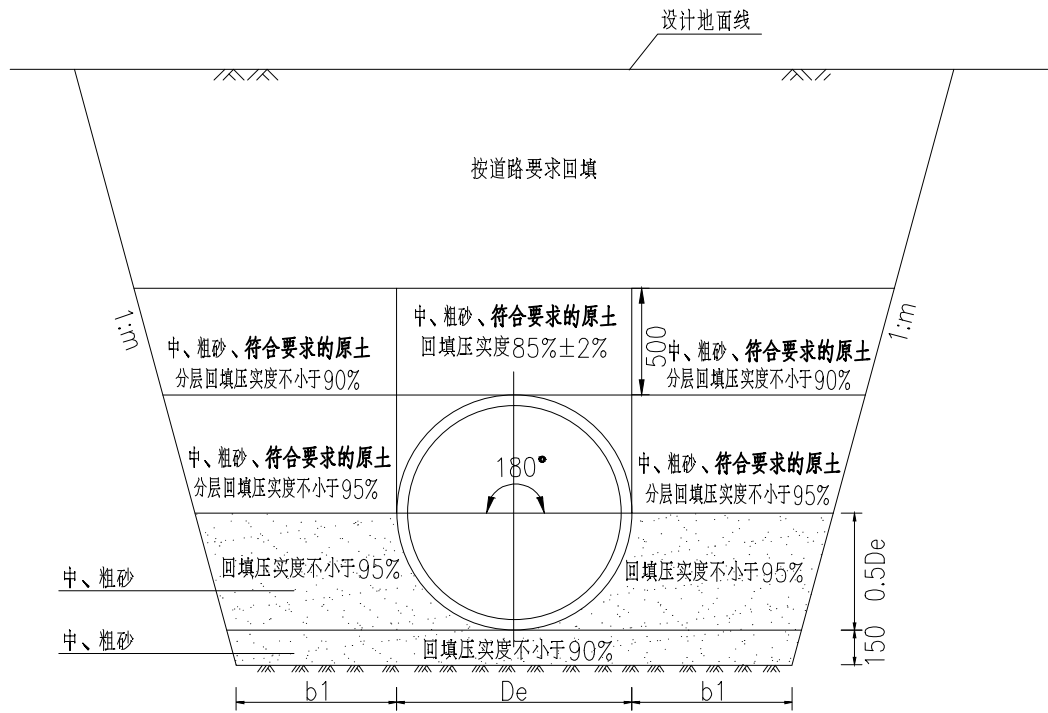 设计地面线
按道路要求回填
1:m
1:m
中、粗砂、符合要求的原土
回填压实度85%±2%
500
中、粗砂、符合要求的原土
分层回填压实度不小于90%
中、粗砂、符合要求的原土
分层回填压实度不小于90%
中、粗砂、符合要求的原土
分层回填压实度不小于95%
180°
中、粗砂、符合要求的原土
分层回填压实度不小于95%
回填压实度不小于95%
回填压实度不小于95%
0.5De
中、粗砂
中、粗砂
回填压实度不小于90%
150
b1
De
b1